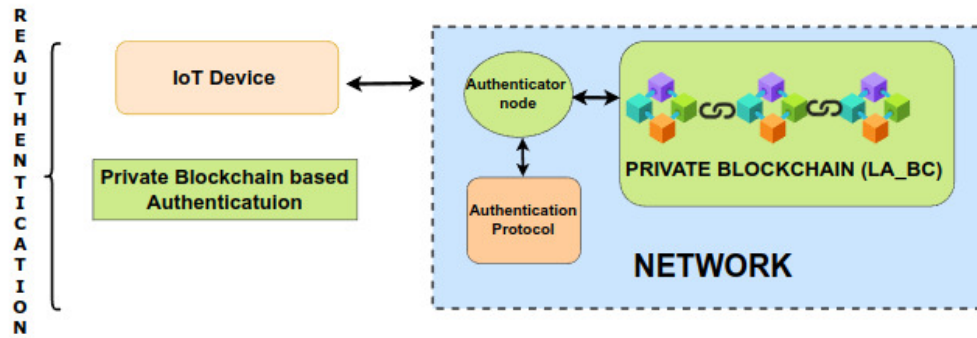 REAUTHENTICATION
IoT Device
Private Blockchain based
Authenticatuion
Authenticator
node
Authentication
Protocol
PRIVATE BLOCKCHAIN (LA_BC)
NETWORK